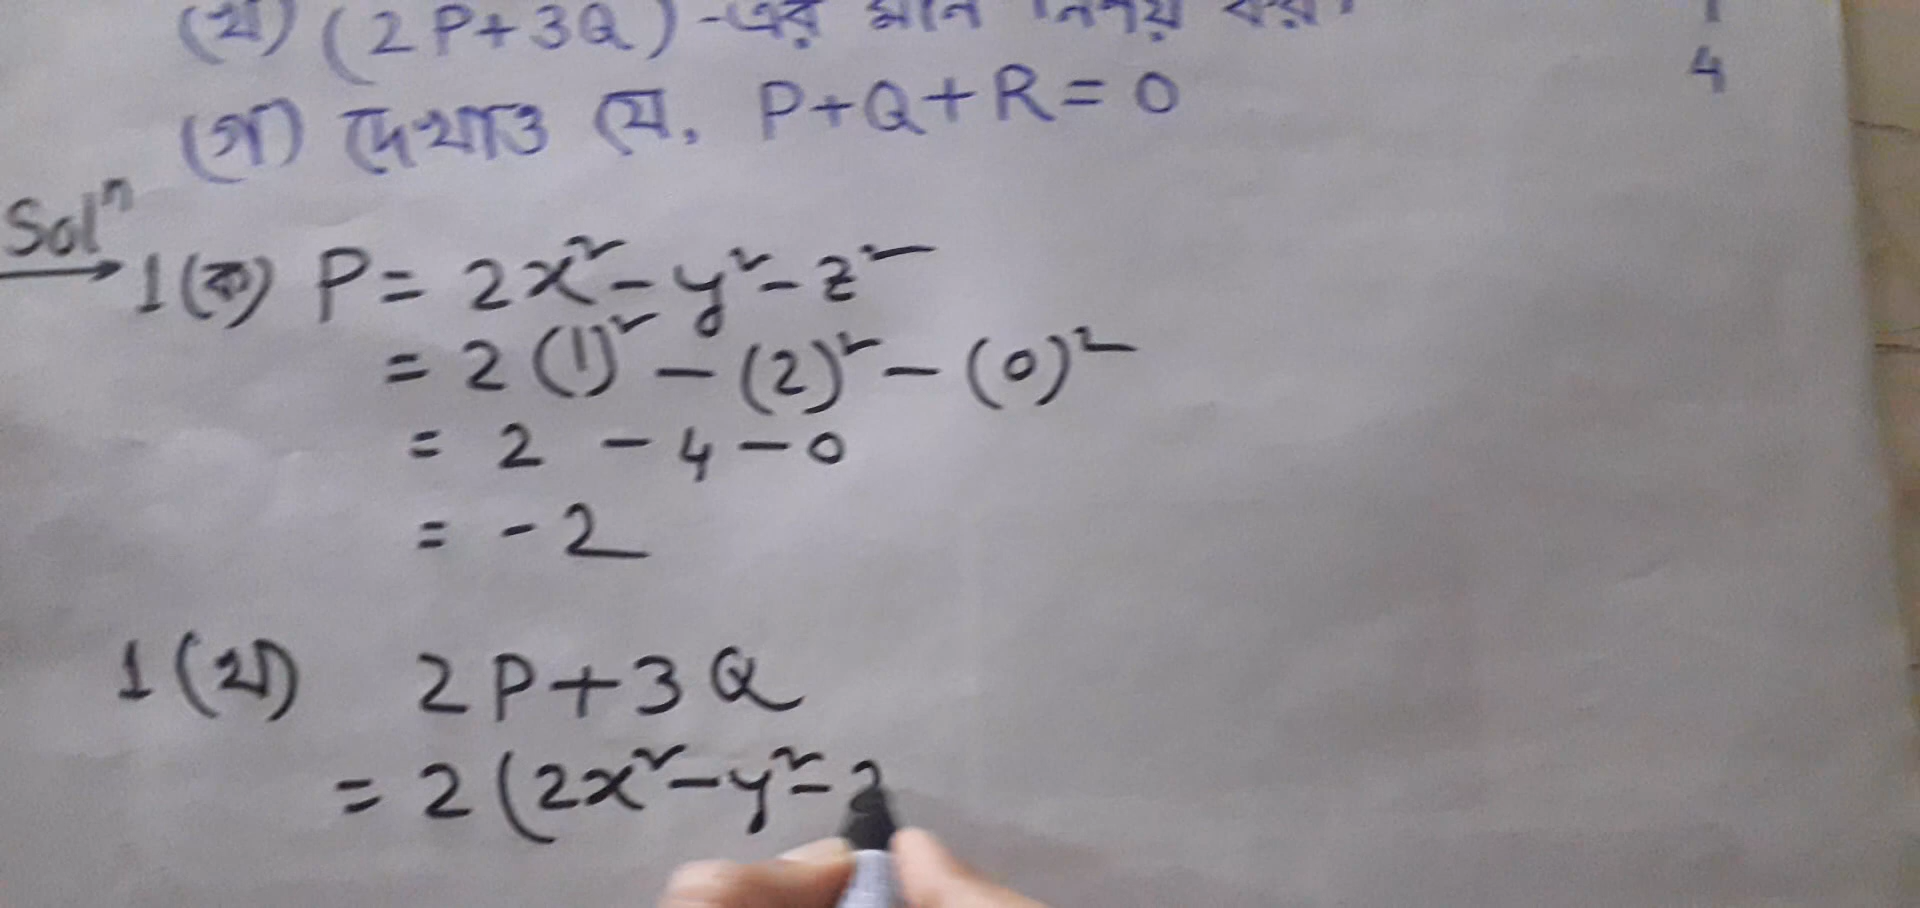 (খ) (2P+3Q)-এর মান নির্ণয় কর।
4
(গ) দেখাও যে, P+Q+R=0
Solⁿ
1(ক) P = 2x² - y² - z²
= 2(1)² - (2)² - (0)²
= 2 - 4 - 0
= -2
1(খ) 2P+3Q
= 2(2x² - y² - z